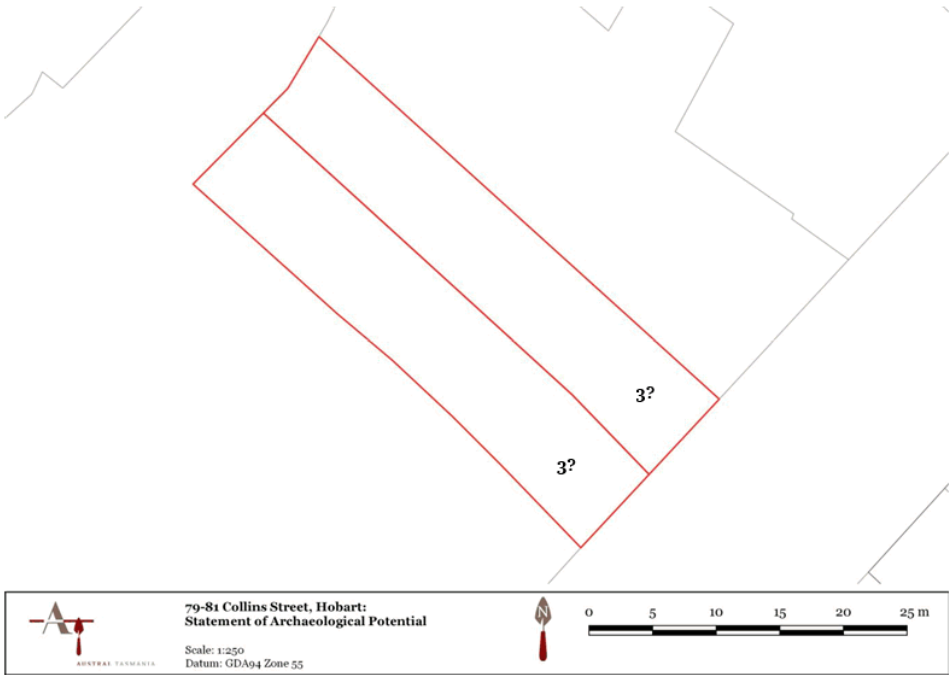 3?
3?
79-81 Collins Street, Hobart:
Statement of Archaeological Potential
Scale: 1:250
Datum: GDA94 Zone 55
A
AUSTRAL TASMANIA
N
0 5 10 15 20 25 m